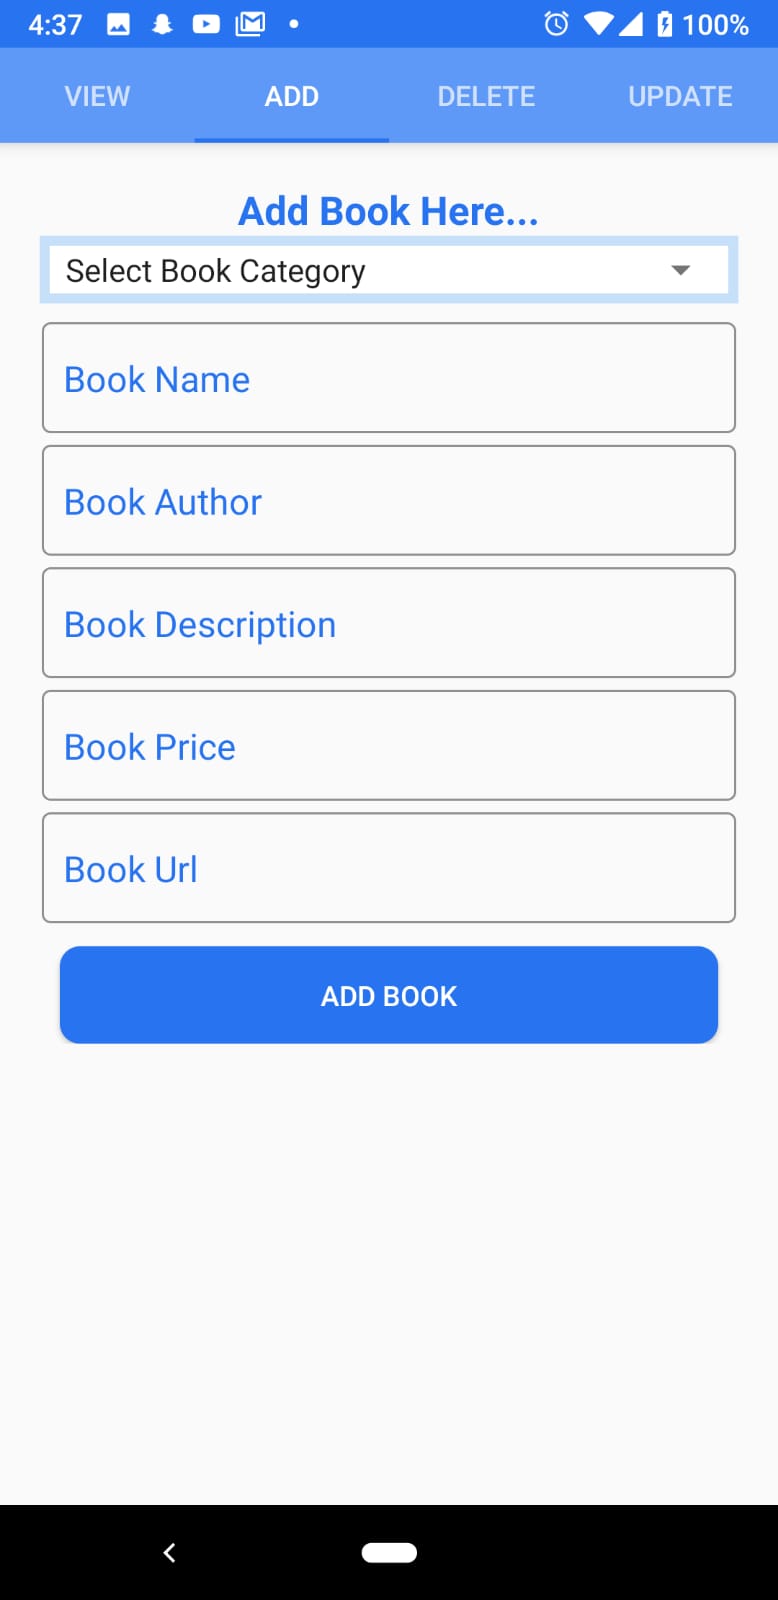 4:37 100%
VIEW ADD DELETE UPDATE
Add Book Here...
Select Book Category
Book Name
Book Author
Book Description
Book Price
Book Url
ADD BOOK